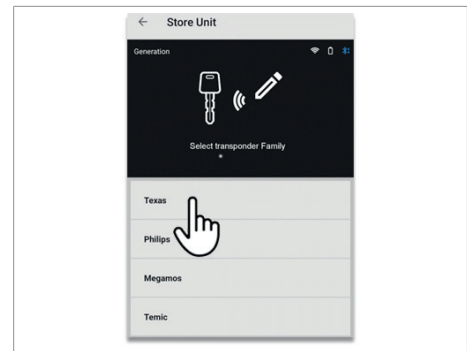 Store Unit
Generation
Select transponder Family
*
Texas
Philips
Megamos
Temic